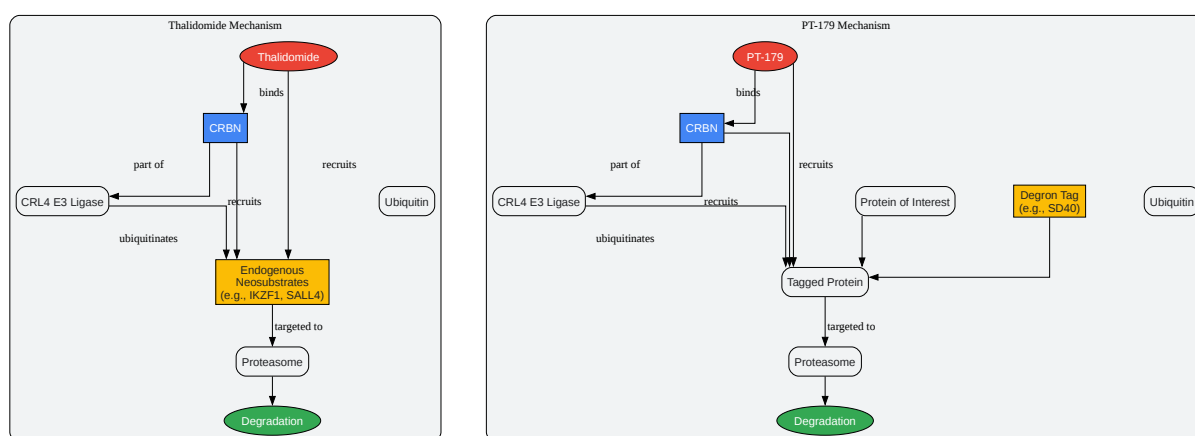 Thalidomide Mechanism
Thalidomide
binds
CRBN
part of
recruits
CRL4 E3 Ligase
recruits
Ubiquitin
ubiquitinates
Endogenous
Neosubstrates
(e.g., IKZF1, SALL4)
targeted to
Proteasome
Degradation
PT-179 Mechanism
PT-179
binds
CRBN
part of
recruits
CRL4 E3 Ligase
recruits
Protein of Interest
Degron Tag
(e.g., SD40)
Ubiquitin
ubiquitinates
Tagged Protein
targeted to
Proteasome
Degradation